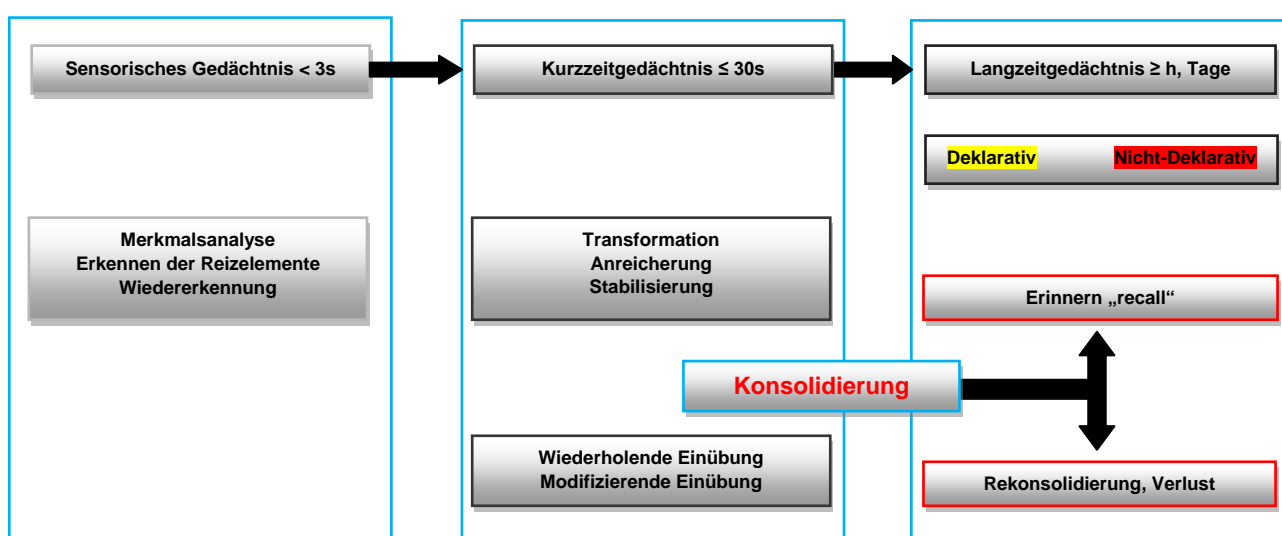 Sensorisches Gedächtnis < 3s
Kurzzeitgedächtnis ≤ 30s
Langzeitgedächtnis ≥ h, Tage
Deklarativ
Nicht-Deklarativ
Merkmalsanalyse
Erkennen der Reizelemente
Wiedererkennung
Transformation
Anreicherung
Stabilisierung
Erinnern „recall“
Konsolidierung
Wiederholende Einübung
Modifizierende Einübung
Rekonsolidierung, Verlust